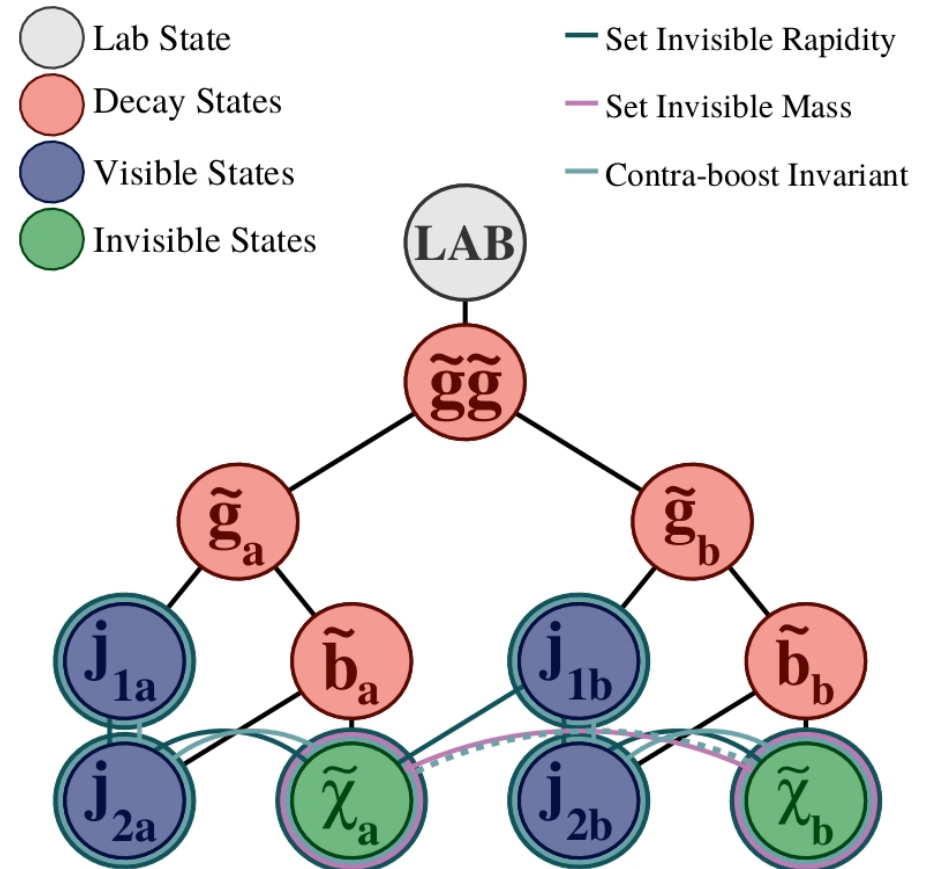 Lab State
Decay States
Visible States
Invisible States
Set Invisible Rapidity
Set Invisible Mass
Contra-boost Invariant
LAB
g̃g̃
g̃a g̃b
j1a b̃a j1b b̃b
j2a χ̃a j2b χ̃b